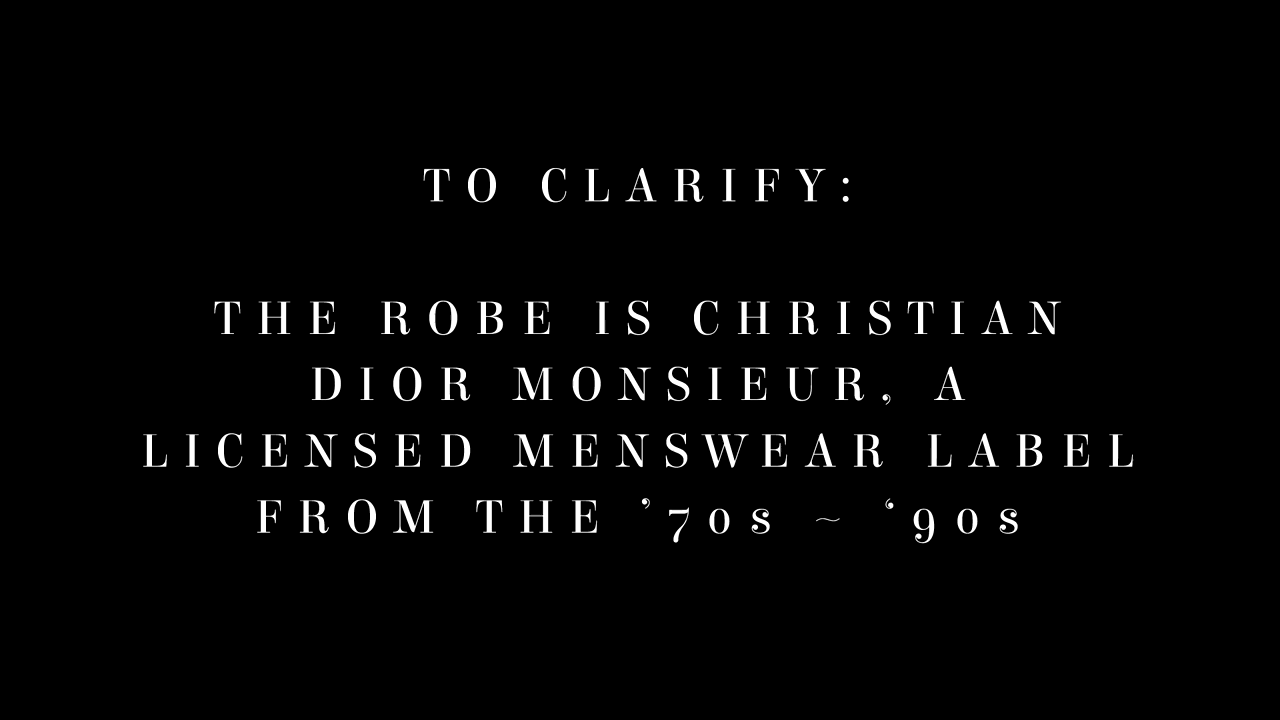 TO CLARIFY:
THE ROBE IS CHRISTIAN
DIOR MONSIEUR, A
LICENSED MENSWEAR LABEL
FROM THE ’70s ~ ‘90s